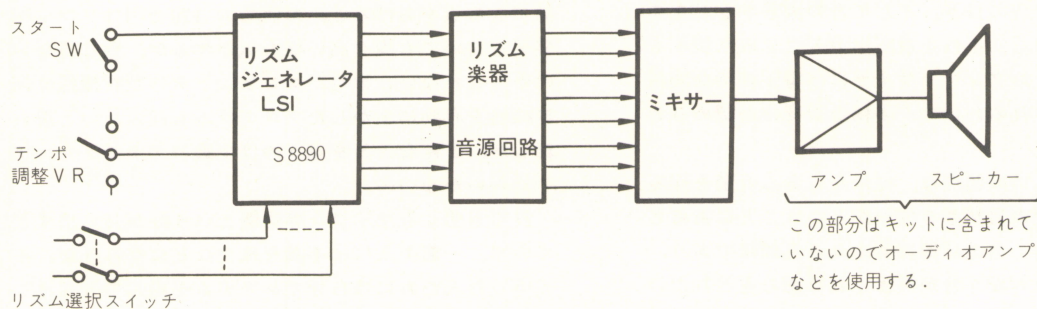 スタート
SW
テンポ
調整VR
リズム選択スイッチ
リズム
ジェネレータ
LSI
S8890
リズム
楽器
音源回路
ミキサー
アンプ
スピーカー
この部分はキットに含まれて
いないのでオーディオアンプ
などを使用する.